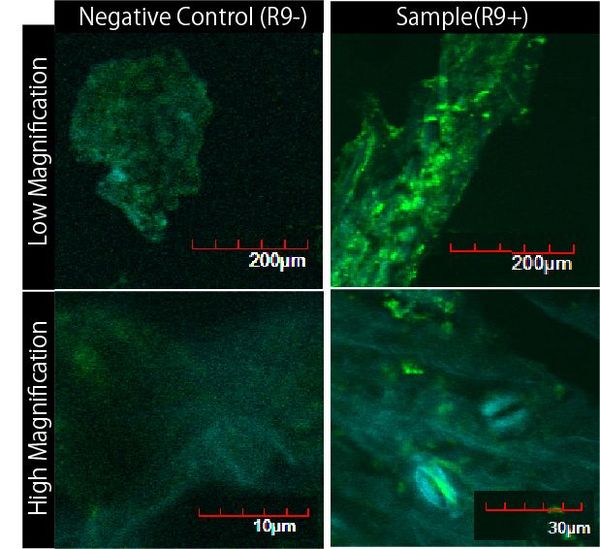 Negative Control (R9-)
Sample(R9+)
Low Magnification
200µm
200µm
High Magnification
10µm
30µm